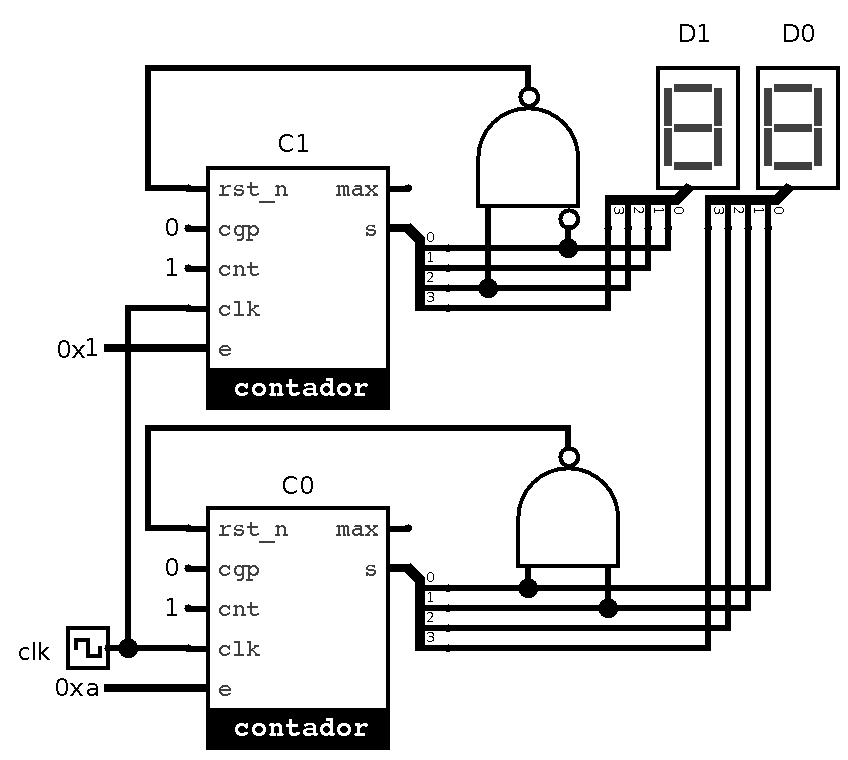 D1 D0
C1
rst_n max
0 cgp s
1 cnt
clk
0x1 e
contador
0
1
2
3
3 2 1 0
3 2 1 0
C0
rst_n max
0 cgp s
1 cnt
clk clk
0xa e
contador
0
1
2
3